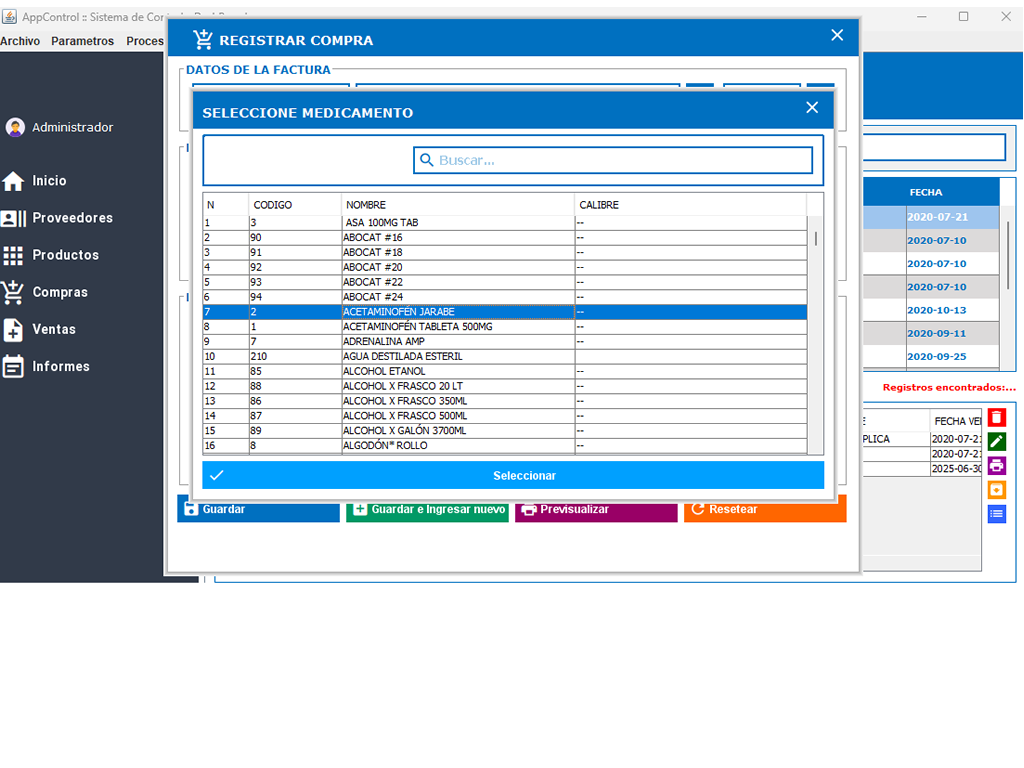 AppControl :: Sistema de Con
Archivo Parametros Proces
REGISTRAR COMPRA
DATOS DE LA FACTURA
SELECCIONE MEDICAMENTO
Buscar...
Administrador
Inicio
Proveedores
Productos
Compras
Ventas
Informes
N CODIGO NOMBRE CALIBRE
1 3 ASA 100MG TAB --
2 90 ABOCAT #16 --
3 91 ABOCAT #18 --
4 92 ABOCAT #20 --
5 93 ABOCAT #22 --
6 94 ABOCAT #24 --
7 2 ACETAMINOFÉN JARABE --
8 1 ACETAMINOFÉN TABLETA 500MG --
9 7 ADRENALINA AMP --
10 210 AGUA DESTILADA ESTERIL
11 85 ALCOHOL ETANOL --
12 88 ALCOHOL X FRASCO 20 LT --
13 86 ALCOHOL X FRASCO 350ML --
14 87 ALCOHOL X FRASCO 500ML --
15 89 ALCOHOL X GALÓN 3700ML --
16 8 ALGODÓN* ROLLO --
Seleccionar
Guardar
Guardar e Ingresar nuevo
Previsualizar
Resetear
FECHA
2020-07-21
2020-07-10
2020-07-10
2020-07-10
2020-10-13
2020-09-11
2020-09-25
Registros encontrados:...
E FECHA VE
PLICA 2020-07-21
2020-07-21
2025-06-30